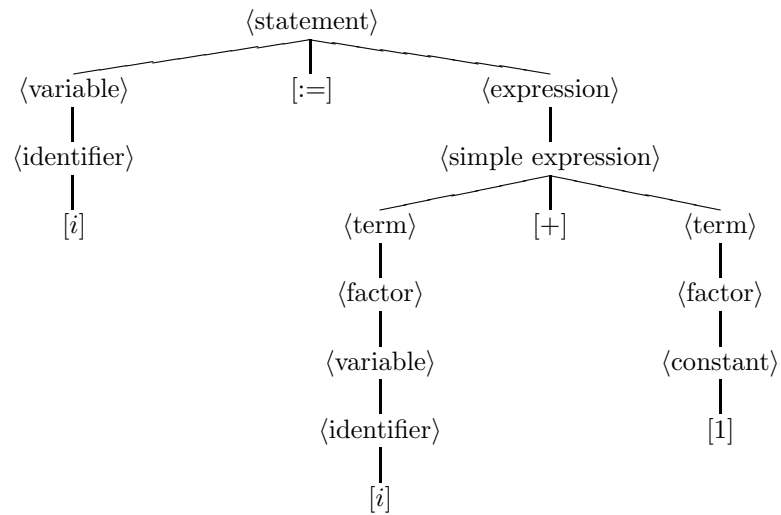 ⟨statement⟩
⟨variable⟩ [:=] ⟨expression⟩
⟨identifier⟩ ⟨simple expression⟩
[i] ⟨term⟩ [+] ⟨term⟩
⟨factor⟩ ⟨factor⟩
⟨variable⟩ ⟨constant⟩
⟨identifier⟩ [1]
[i]